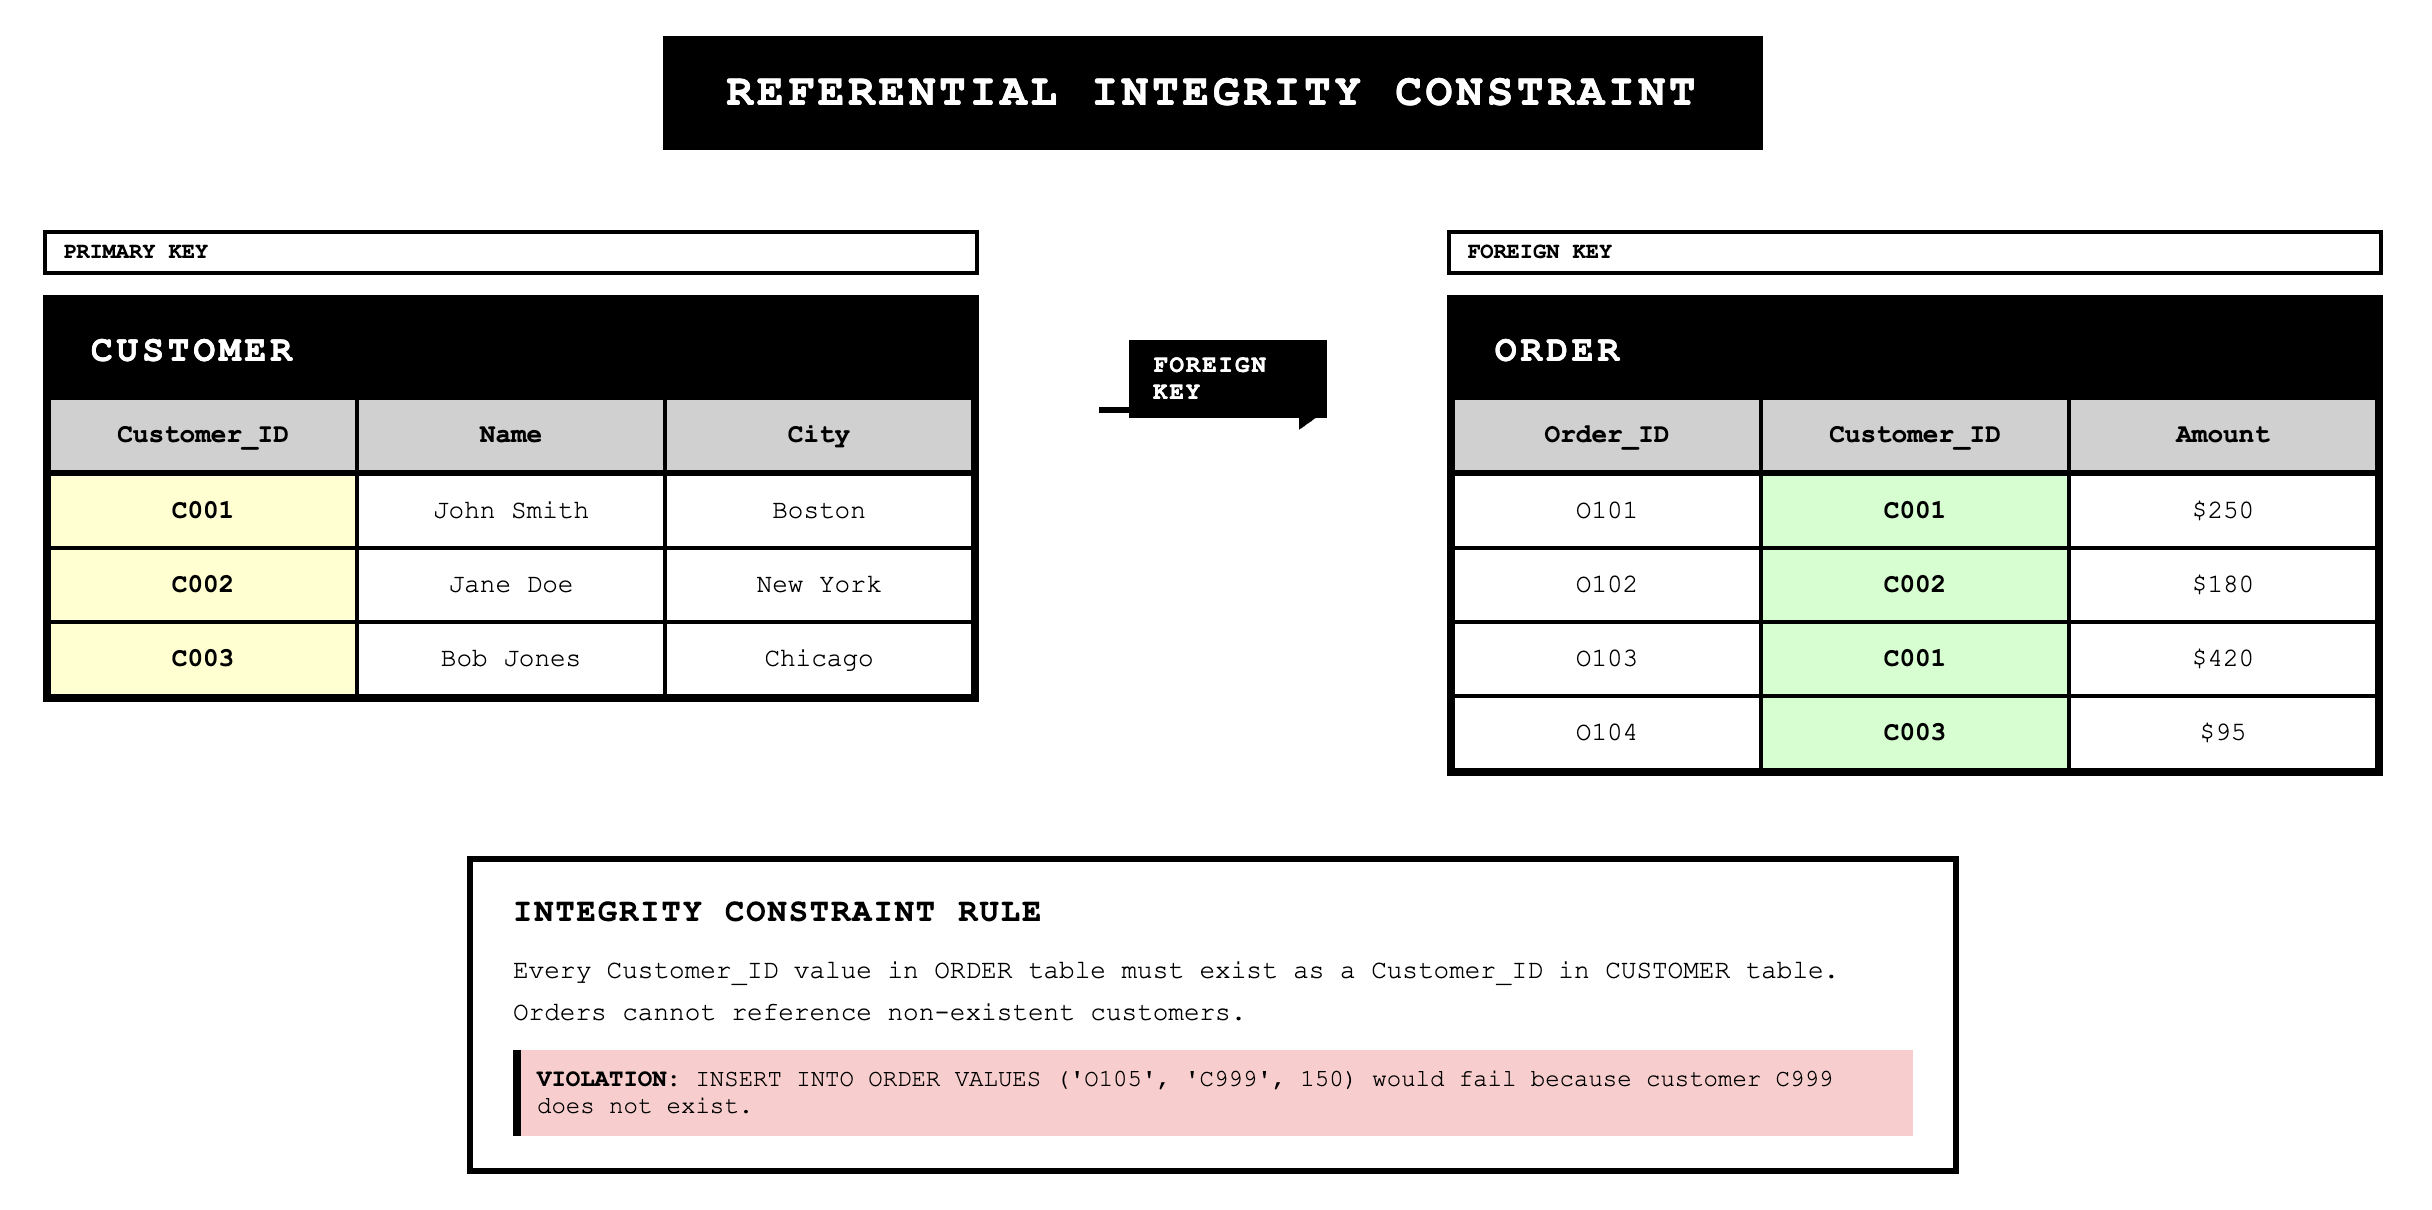 REFERENTIAL INTEGRITY CONSTRAINT
PRIMARY KEY
CUSTOMER
Customer_ID Name City
C001 John Smith Boston
C002 Jane Doe New York
C003 Bob Jones Chicago
FOREIGN
KEY
FOREIGN KEY
ORDER
Order_ID Customer_ID Amount
O101 C001 $250
O102 C002 $180
O103 C001 $420
O104 C003 $95
INTEGRITY CONSTRAINT RULE
Every Customer_ID value in ORDER table must exist as a Customer_ID in CUSTOMER table.
Orders cannot reference non-existent customers.
VIOLATION: INSERT INTO ORDER VALUES ('O105', 'C999', 150) would fail because customer C999
does not exist.